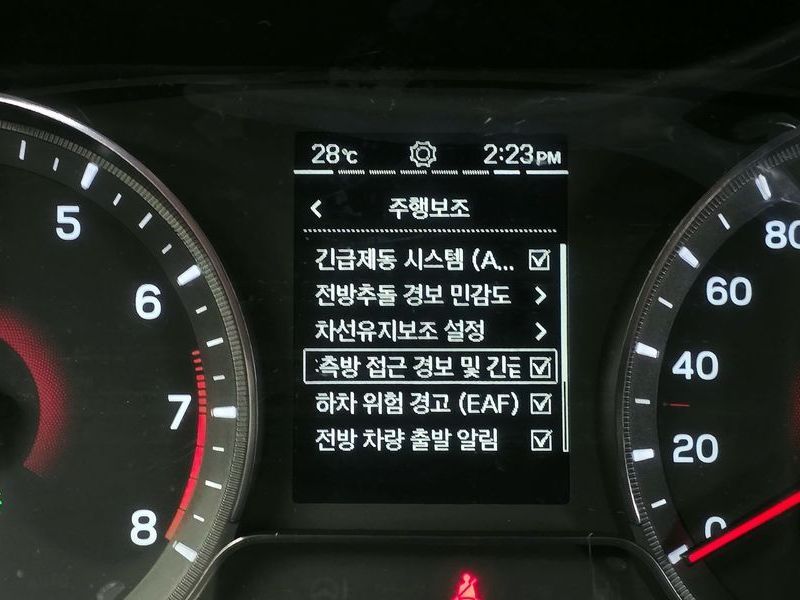 28℃ 2:23PM
주행보조
긴급제동 시스템 (A...
전방추돌 경보 민감도
차선유지보조 설정
측방 접근 경보 및 긴급
하차 위험 경고 (EAF)
전방 차량 출발 알림
5
6
7
8
80
60
40
20
0